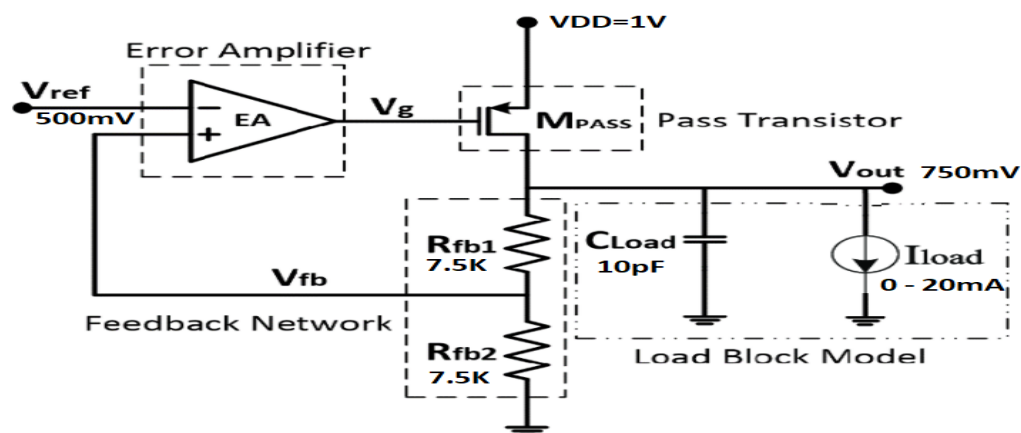 VDD=1V
Error Amplifier
Vref
500mV
EA
Vg
MPASS
Pass Transistor
Vout 750mV
Rfb1
7.5K
CLoad
10pF
Iload
0 - 20mA
Vfb
Feedback Network
Rfb2
7.5K
Load Block Model